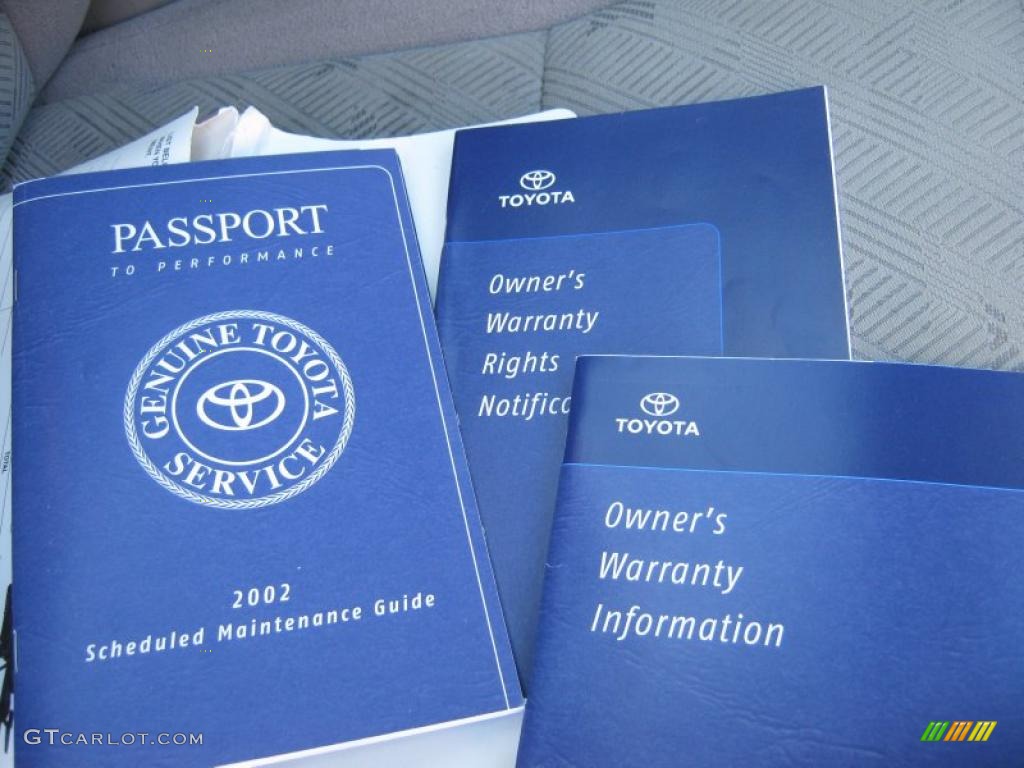 PASSPORT
TO PERFORMANCE
GENUINE TOYOTA
SERVICE
2002
Scheduled Maintenance Guide
TOYOTA
Owner's
Warranty
Rights
TOYOTA
Owner's
Warranty
Information
TOTAL
GTCARLOT.COM